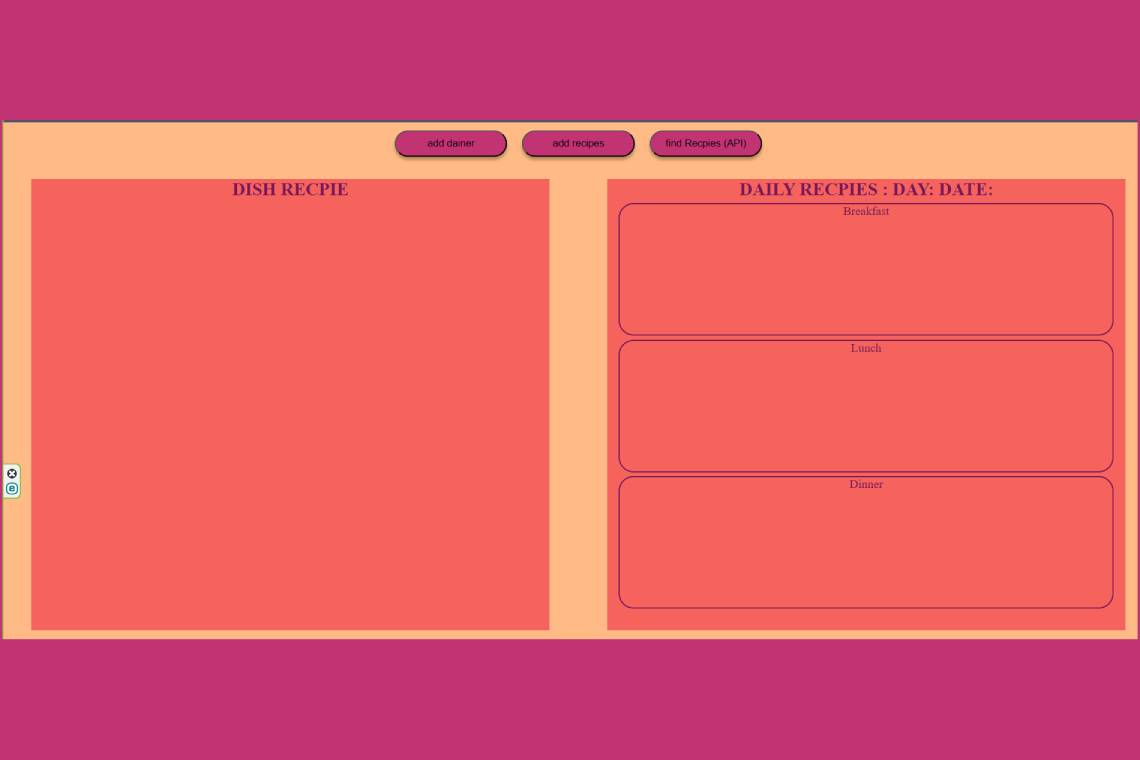 add dainer
add recipes
find Recpies (API)
DISH RECPIE
DAILY RECPIES : DAY: DATE:
Breakfast
Lunch
Dinner